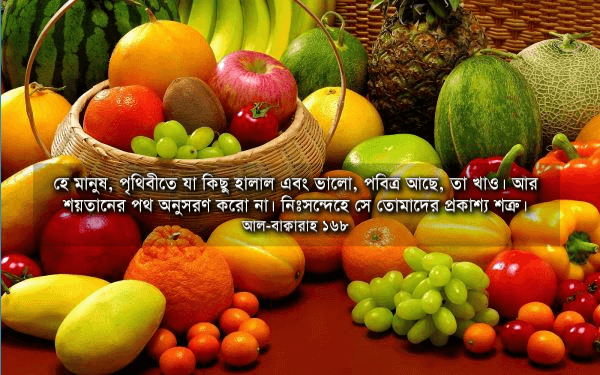 হে মানুষ, পৃথিবীতে যা কিছু হালাল এবং ভালো, পবিত্র আছে, তা খাও। আর
শয়তানের পথ অনুসরণ করো না। নিঃসন্দেহে সে তোমাদের প্রকাশ্য শত্রু।
আল-বাক্বারাহ ১৬৮